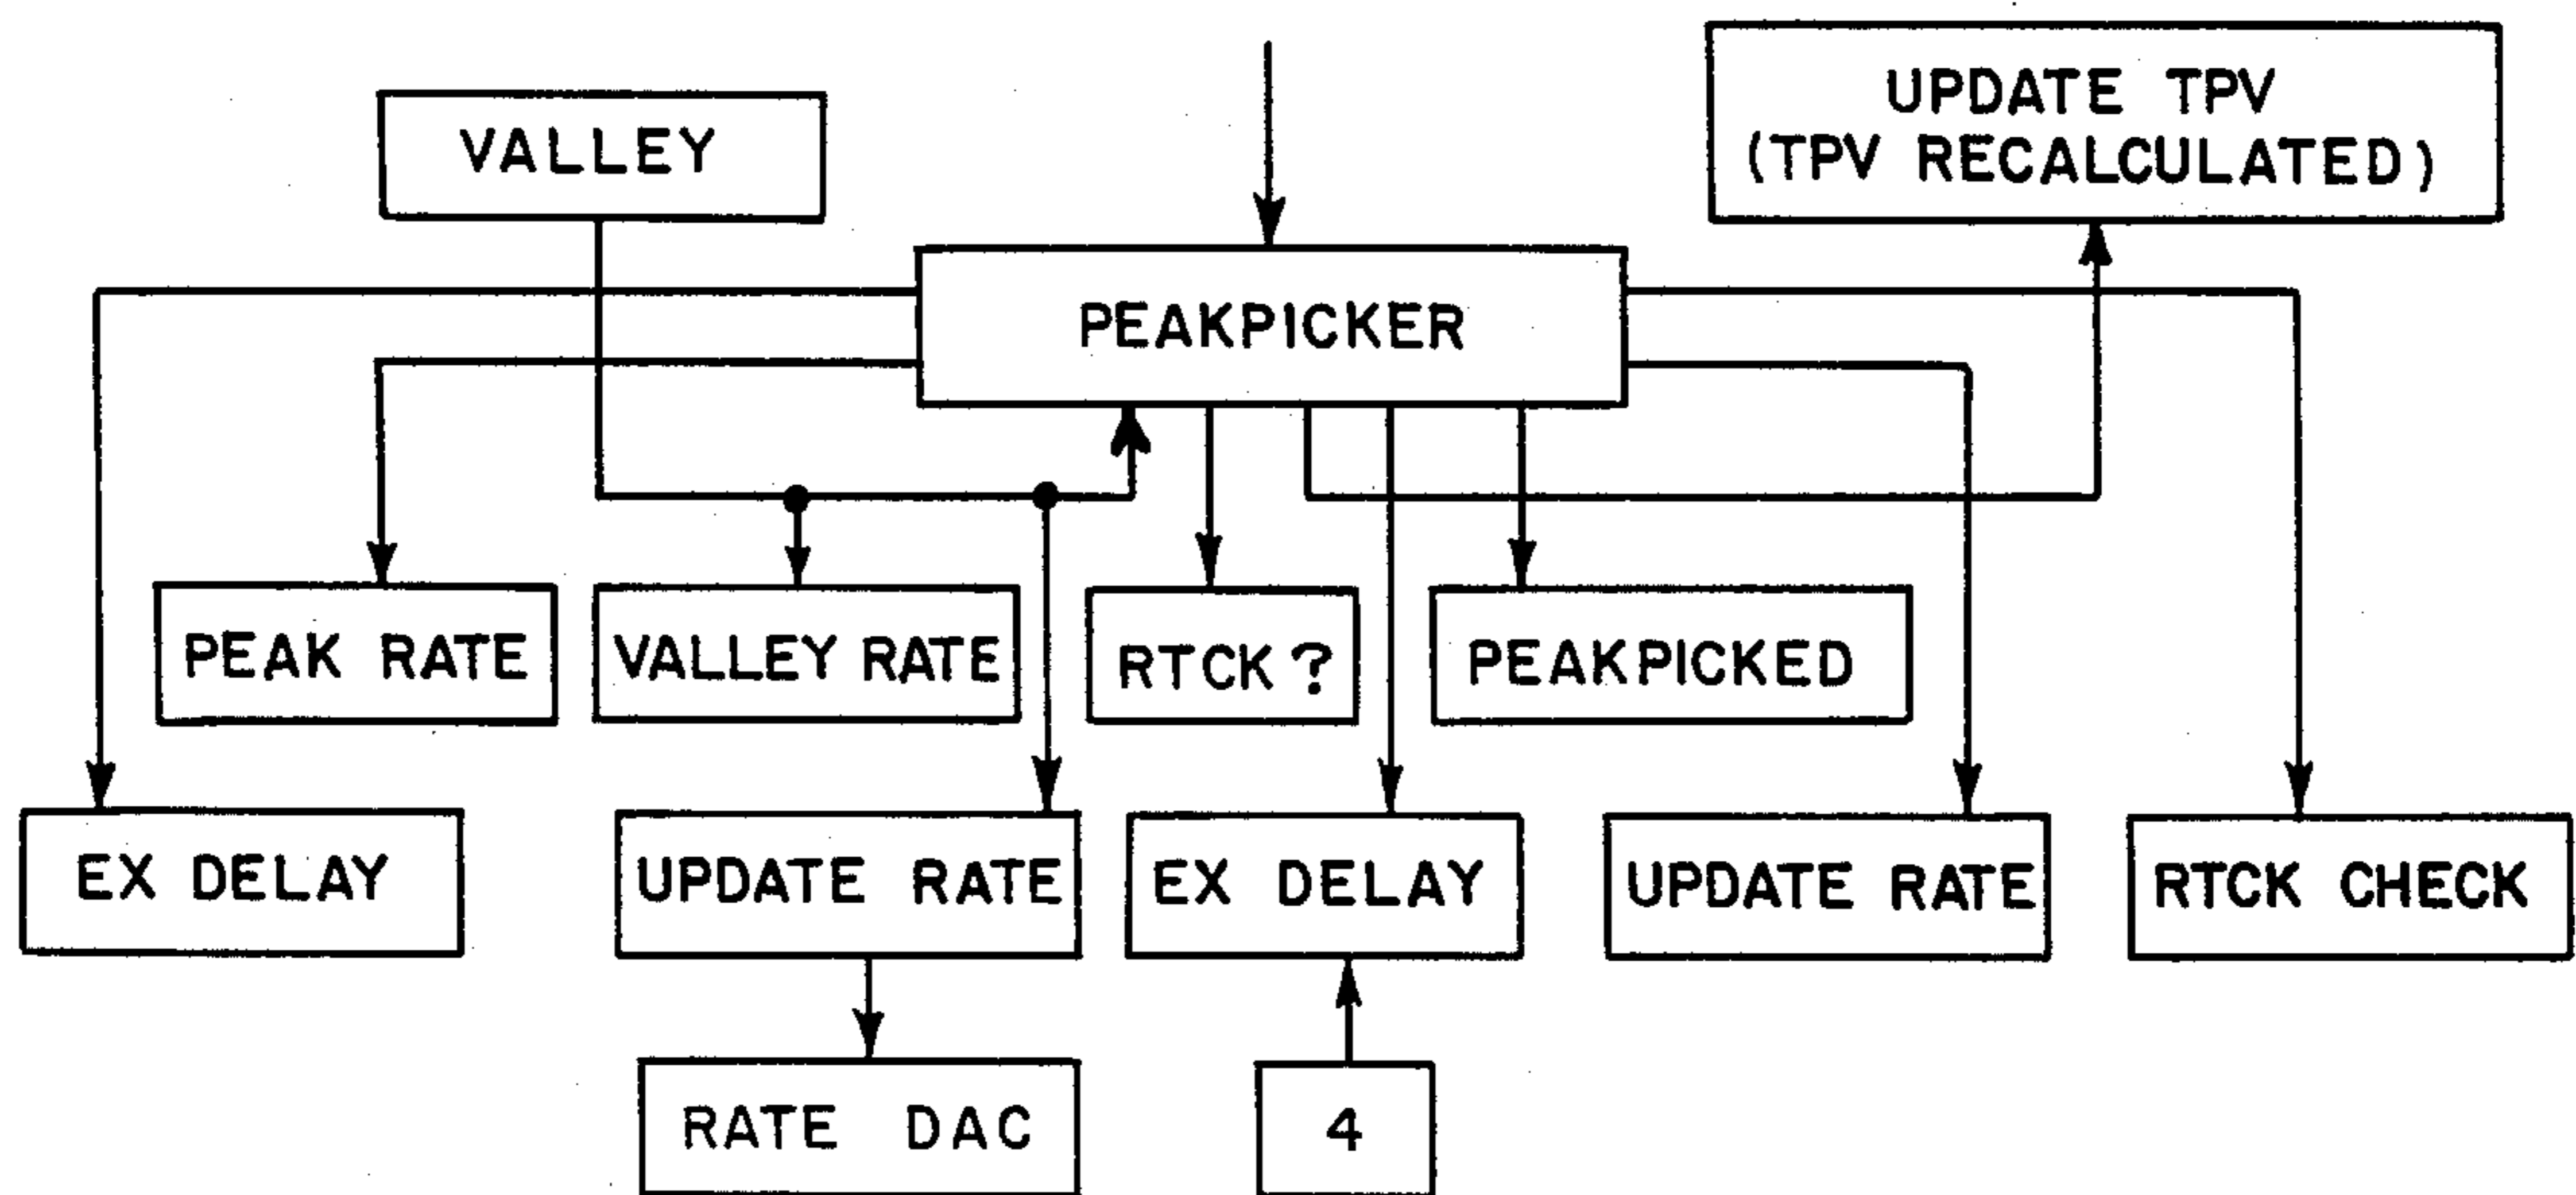 VALLEY
UPDATE TPV
(TPV RECALCULATED)
PEAKPICKER
PEAK RATE
VALLEY RATE
RTCK?
PEAKPICKED
EX DELAY
UPDATE RATE
EX DELAY
UPDATE RATE
RTCK CHECK
RATE DAC
4